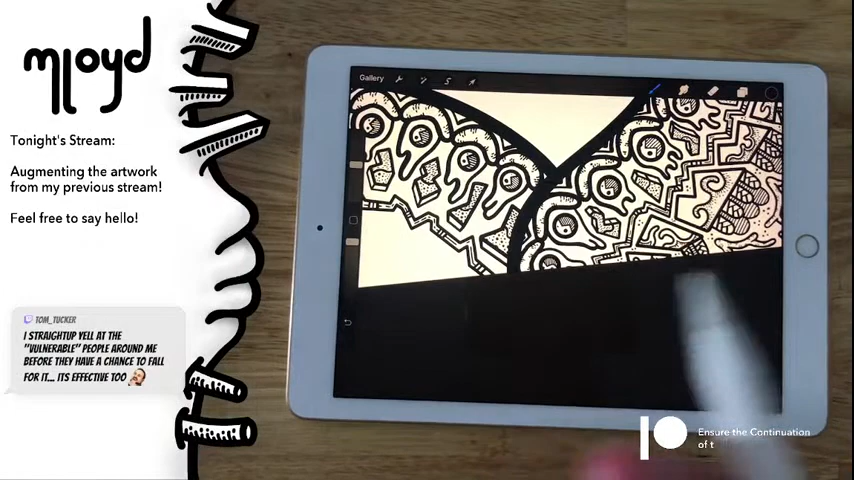 mloyd
Tonight's Stream:
Augmenting the artwork
from my previous stream!
Feel free to say hello!
TOM_TUCKER
I STRAIGHTUP YELL AT THE
"VULNERABLE" PEOPLE AROUND ME
BEFORE THEY HAVE A CHANCE TO FALL
FOR IT... ITS EFFECTIVE TOO
Gallery
S
Ensure the Continuation
of t